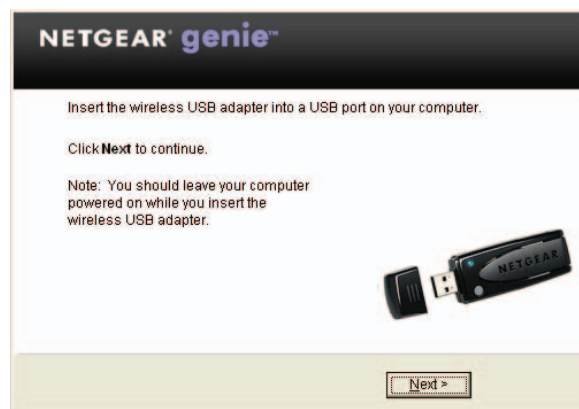 NETGEAR® genie™
Insert the wireless USB adapter into a USB port on your computer.
Click Next to continue.
Note: You should leave your computer
powered on while you insert the
wireless USB adapter.
NETGEAR
Next >